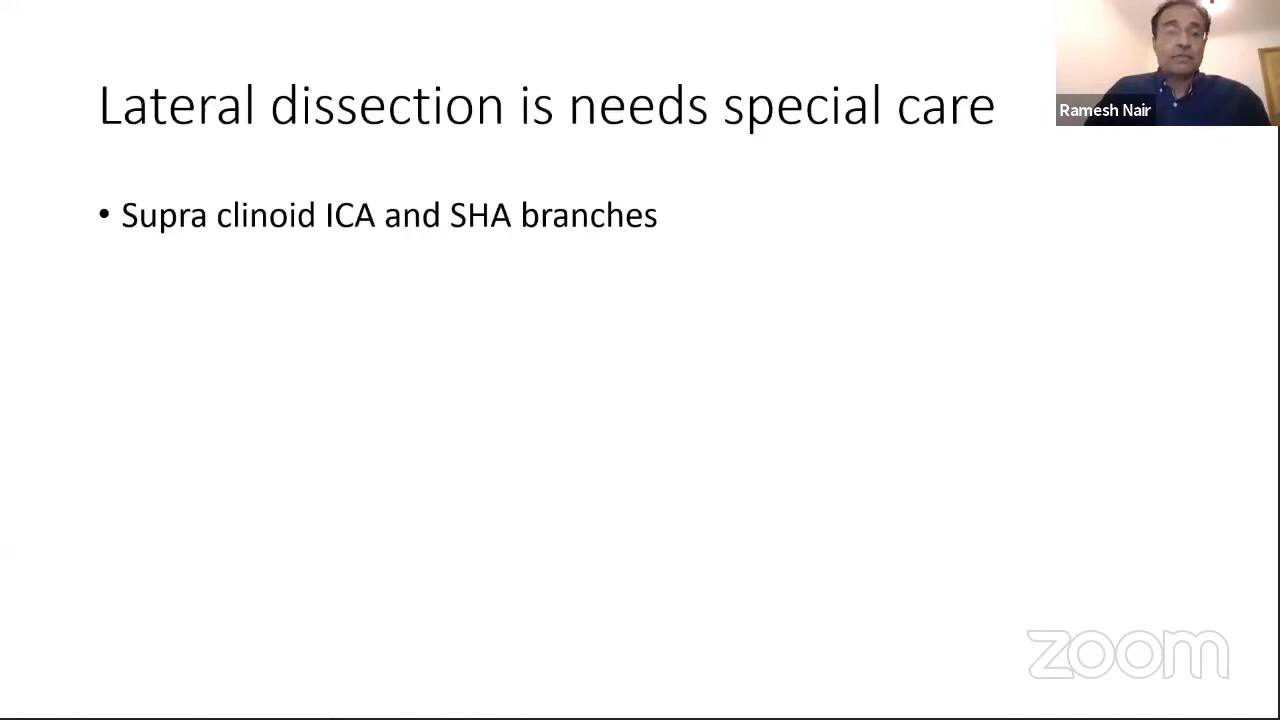 Lateral dissection is needs special care
Ramesh Nair
• Supra clinoid ICA and SHA branches
zoom